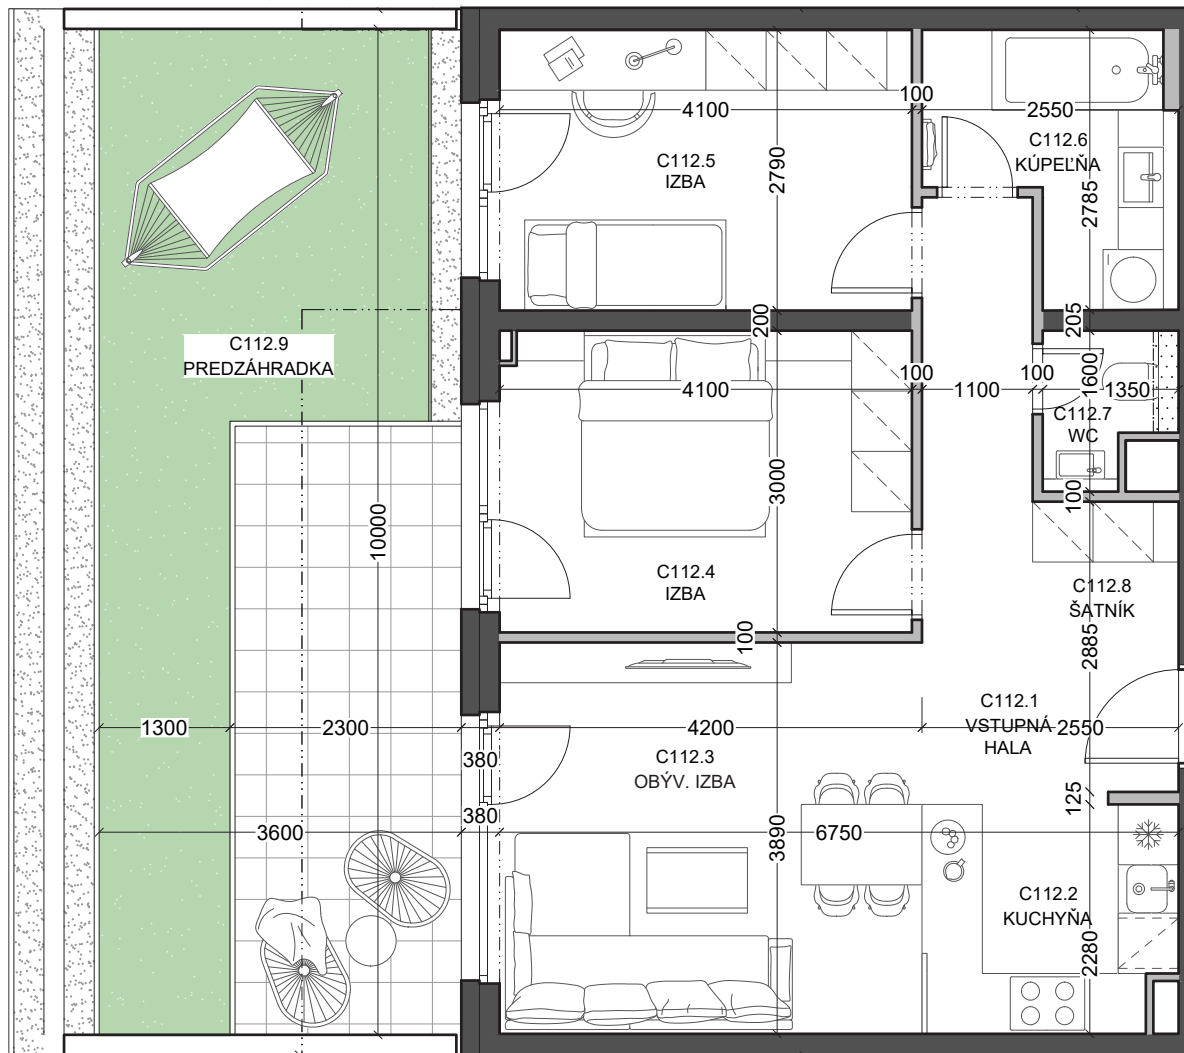 4100
100
2550
C112.6
KÚPEĽŇA
C112.5
IZBA
2790
2785
200
205
C112.9
PREDZÁHRADKA
4100
100
1100
100
1600
1350
C112.7
WC
3000
100
10000
C112.4
IZBA
C112.8
ŠATNÍK
100
2885
1300
2300
380
4200
C112.1
VSTUPNÁ
HALA
2550
C112.3
OBÝV. IZBA
125
3600
380
3890
6750
C112.2
KUCHYŇA
2280